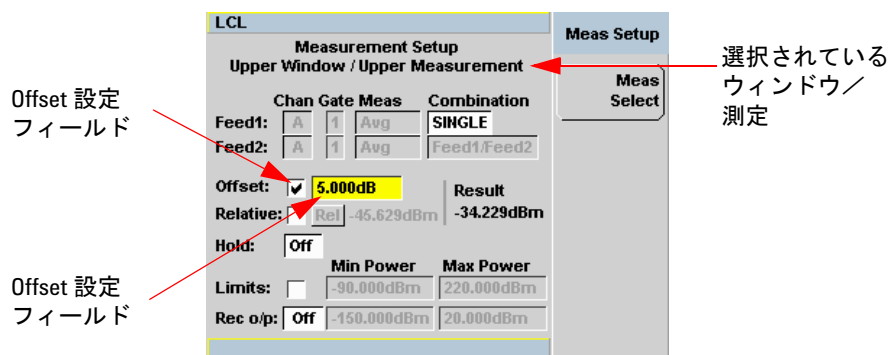 LCL
Meas Setup
Measurement Setup
Upper Window / Upper Measurement
選択されている
ウィンドウ／
測定
Meas
Select
Offset 設定
フィールド
Chan Gate Meas Combination
Feed1: A 1 Avg SINGLE
Feed2: A 1 Avg Feed1/Feed2
Offset: 5.000dB Result
Relative: Rel -45.629dBm -34.229dBm
Hold: Off
Min Power Max Power
Offset 設定
フィールド
Limits: -90.000dBm 220.000dBm
Rec o/p: Off -150.000dBm 20.000dBm